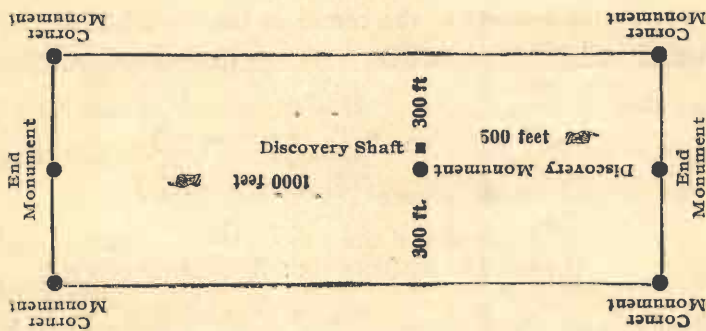 Corner
Monument
Corner
Monument
300 ft
500 feet
Discovery Shaft
End
Monument
Discovery Monument
End
Monument
1000 feet
300 ft.
Corner
Monument
Corner
Monument